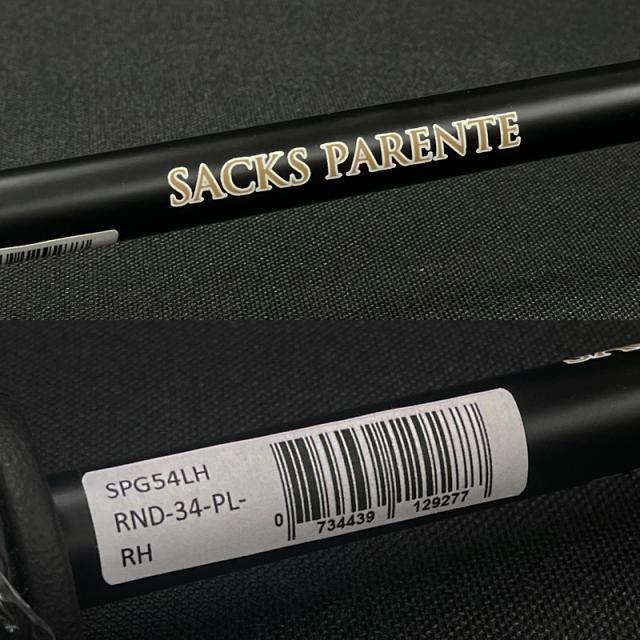 SACKS PARENTE
SPG54LH
RND-34-PL-
RH
0 734439 129277